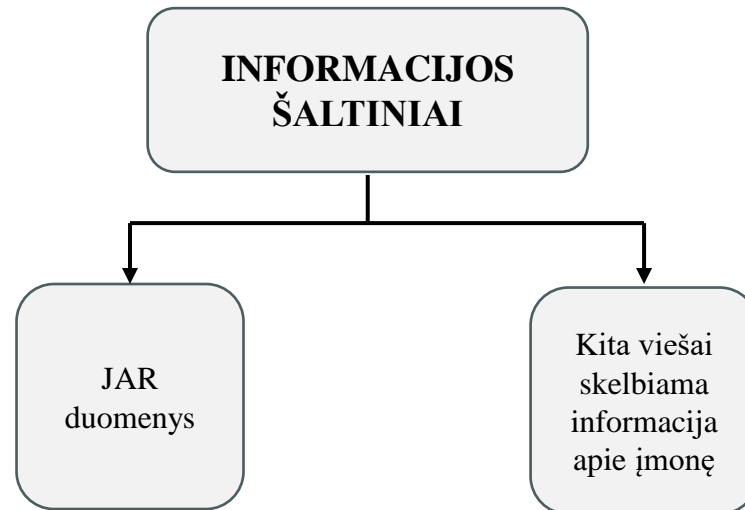 INFORMACIJOS
ŠALTINIAI
JAR
duomenys
Kita viešai
skelbiama
informacija
apie įmonę